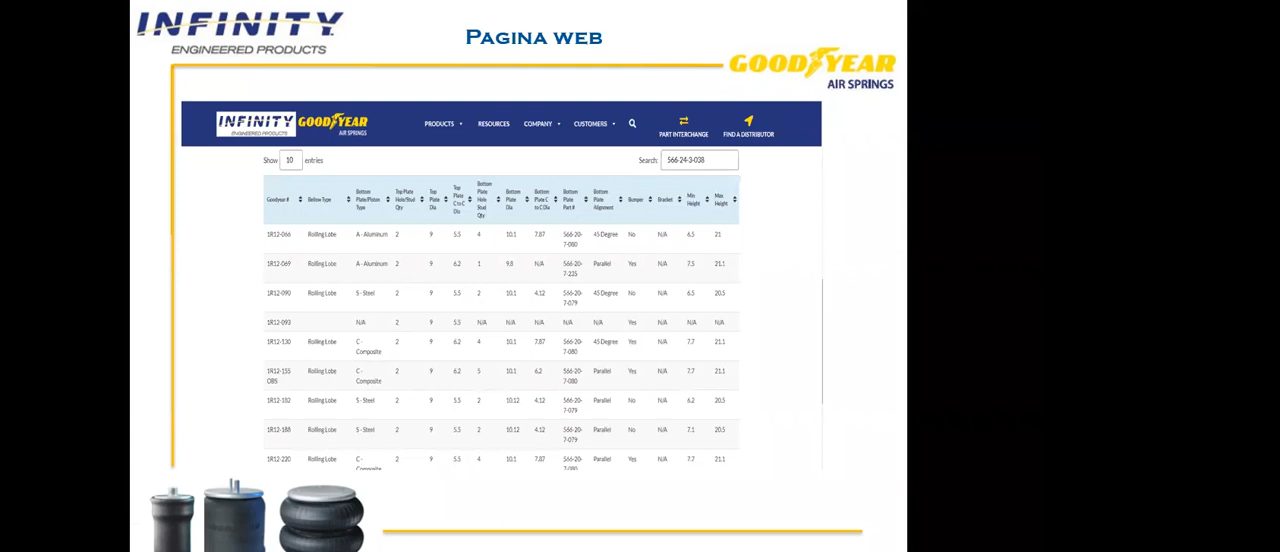 INFINITY
ENGINEERED PRODUCTS
PAGINA WEB
GOODYEAR
AIR SPRINGS
INFINITY
ENGINEERED PRODUCTS
GOODYEAR
AIR SPRINGS
PRODUCTS RESOURCES COMPANY CUSTOMERS PART INTERCHANGE FIND A DISTRIBUTOR
Show 10 entries Search: 566-24-3-038
Goodyear # Bellow Type Bottom Plate/Piston Type Top Plate Hole/Stud Qty Top Plate Dia Top Plate C to C Dia Bottom Plate Hole Stud Qty Bottom Plate Dia Bottom Plate C to C Dia Bottom Plate Part # Bottom Plate Alignment Bumper Bracket Min Height Max Height
1R12-066 Rolling Lobe A - Aluminum 2 9 5.5 4 10.1 7.87 566-20-7-080 45 Degree No N/A 6.5 21
1R12-069 Rolling Lobe A - Aluminum 2 9 6.2 1 9.8 N/A 566-20-7-235 Parallel Yes N/A 7.5 21.1
1R12-090 Rolling Lobe S - Steel 2 9 5.5 2 10.1 4.12 566-20-7-079 45 Degree No N/A 6.5 20.5
1R12-093 N/A 2 9 5.5 N/A N/A N/A N/A N/A Yes N/A N/A N/A
1R12-130 Rolling Lobe C - Composite 2 9 6.2 4 10.1 7.87 566-20-7-080 45 Degree Yes N/A 7.7 21.1
1R12-155 OBS Rolling Lobe C - Composite 2 9 6.2 5 10.1 6.2 566-20-7-080 Parallel Yes N/A 7.7 21.1
1R12-182 Rolling Lobe S - Steel 2 9 5.5 2 10.12 4.12 566-20-7-079 Parallel No N/A 6.2 20.5
1R12-188 Rolling Lobe S - Steel 2 9 5.5 2 10.12 4.12 566-20-7-079 Parallel No N/A 7.1 20.5
1R12-220 Rolling Lobe C - Composite 2 9 5.5 4 10.1 7.87 566-20-7-080 Parallel Yes N/A 7.7 21.1